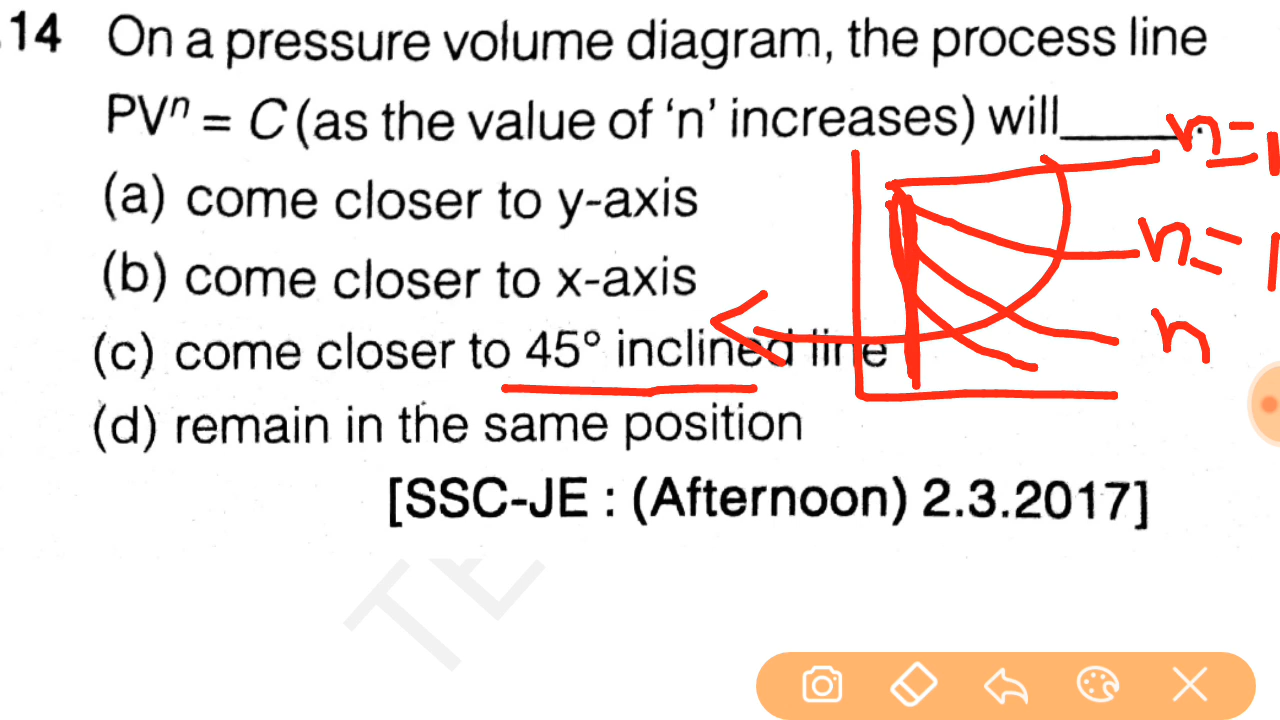 14 On a pressure volume diagram, the process line
PVⁿ = C (as the value of 'n' increases) will______.
n=1
(a) come closer to y-axis
n=1
(b) come closer to x-axis
n
(c) come closer to 45° inclined line
(d) remain in the same position
[SSC-JE : (Afternoon) 2.3.2017]
TE